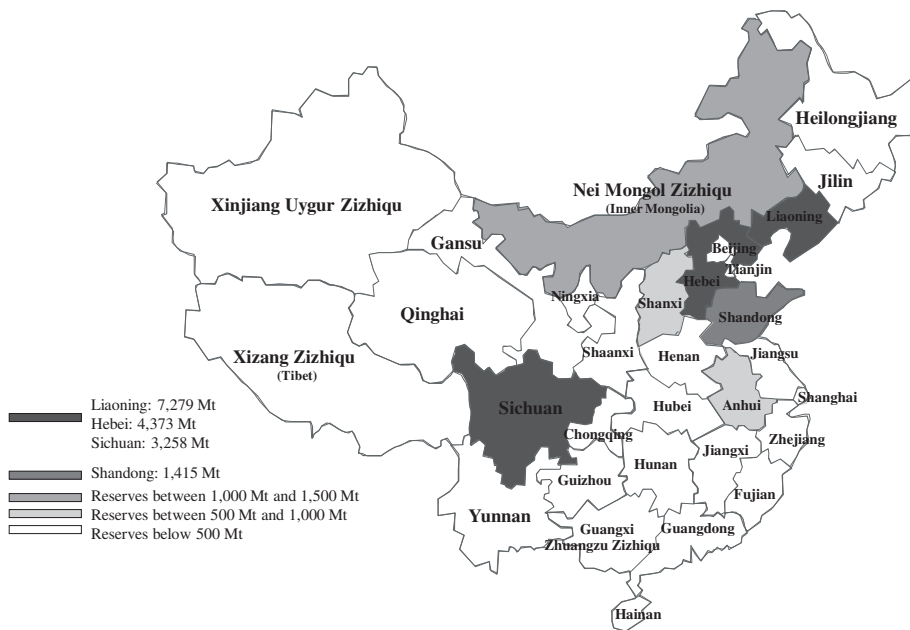 Heilongjiang
Jilin
Nei Mongol Zizhiqu
(Inner Mongolia)
Xinjiang Uygur Zizhiqu
Liaoning
Gansu
Beijing
Tianjin
Hebei
Ningxia
Shanxi
Qinghai
Shandong
Xizang Zizhiqu
(Tibet)
Shaanxi
Henan
Jiangsu
Sichuan
Hubei
Anhui
Shanghai
Chongqing
Zhejiang
Jiangxi
Hunan
Guizhou
Fujian
Yunnan
Guangxi
Zhuangzu Zizhiqu
Guangdong
Hainan
Liaoning: 7,279 Mt
Hebei: 4,373 Mt
Sichuan: 3,258 Mt
Shandong: 1,415 Mt
Reserves between 1,000 Mt and 1,500 Mt
Reserves between 500 Mt and 1,000 Mt
Reserves below 500 Mt